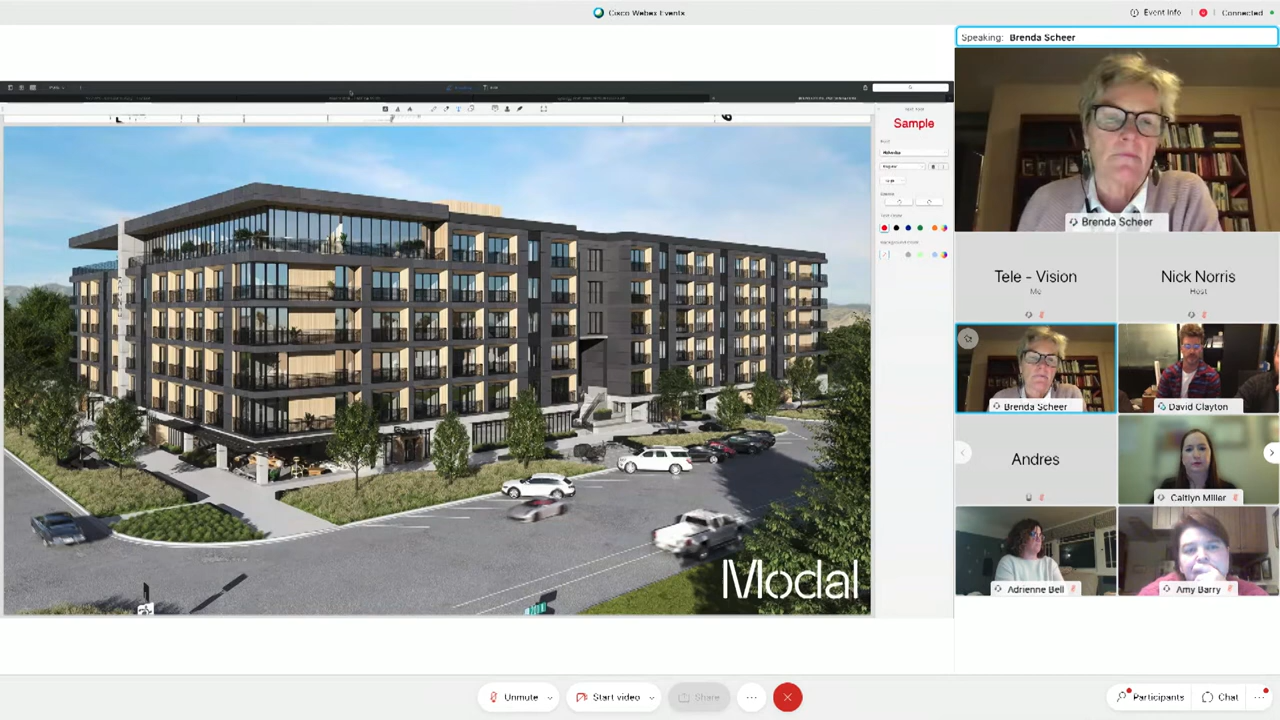 Cisco Webex Events
Event Info
Connected
Speaking: Brenda Scheer
Sample
Brenda Scheer
Tele - Vision
Me
Nick Norris
Host
Brenda Scheer
David Clayton
Andres
Caitlyn Miller
Adrienne Bell
Amy Barry
Modal
Unmute
Start video
Share
Participants
Chat